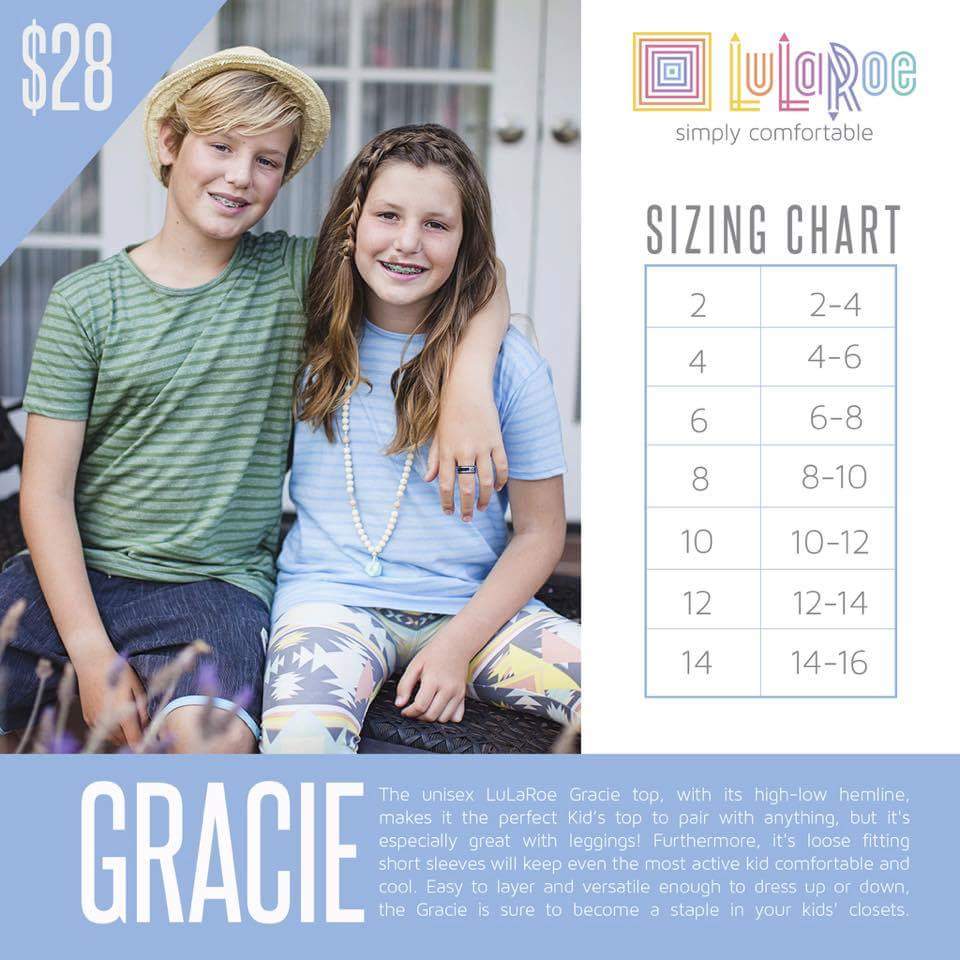 $28
LuLaRoe
simply comfortable
SIZING CHART
2 2-4
4 4-6
6 6-8
8 8-10
10 10-12
12 12-14
14 14-16
GRACIE
The unisex LuLaRoe Gracie top, with its high-low hemline,
makes it the perfect Kid's top to pair with anything, but it's
especially great with leggings! Furthermore, it's loose fitting
short sleeves will keep even the most active kid comfortable and
cool. Easy to layer and versatile enough to dress up or down,
the Gracie is sure to become a staple in your kids' closets.